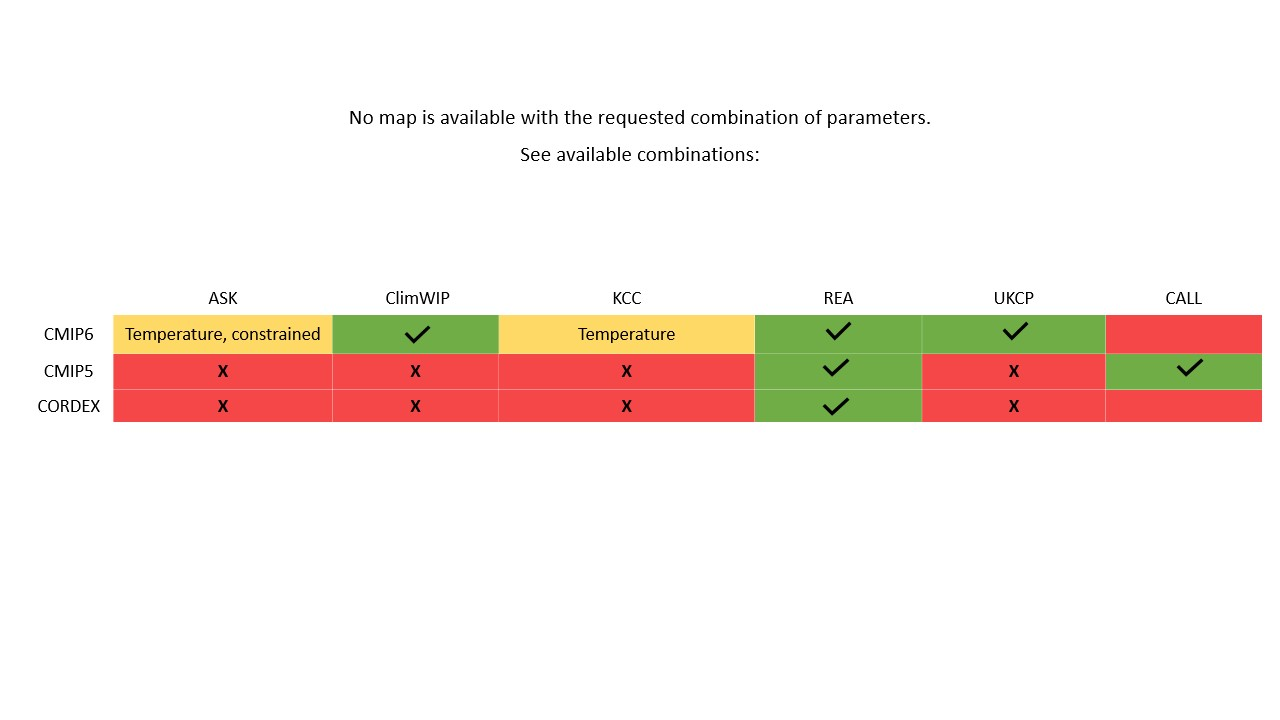 No map is available with the requested combination of parameters.
See available combinations:
ASK ClimWIP KCC REA UKCP CALL
CMIP6 Temperature, constrained ✓ Temperature ✓ ✓
CMIP5 X X X ✓ X ✓
CORDEX X X X ✓ X